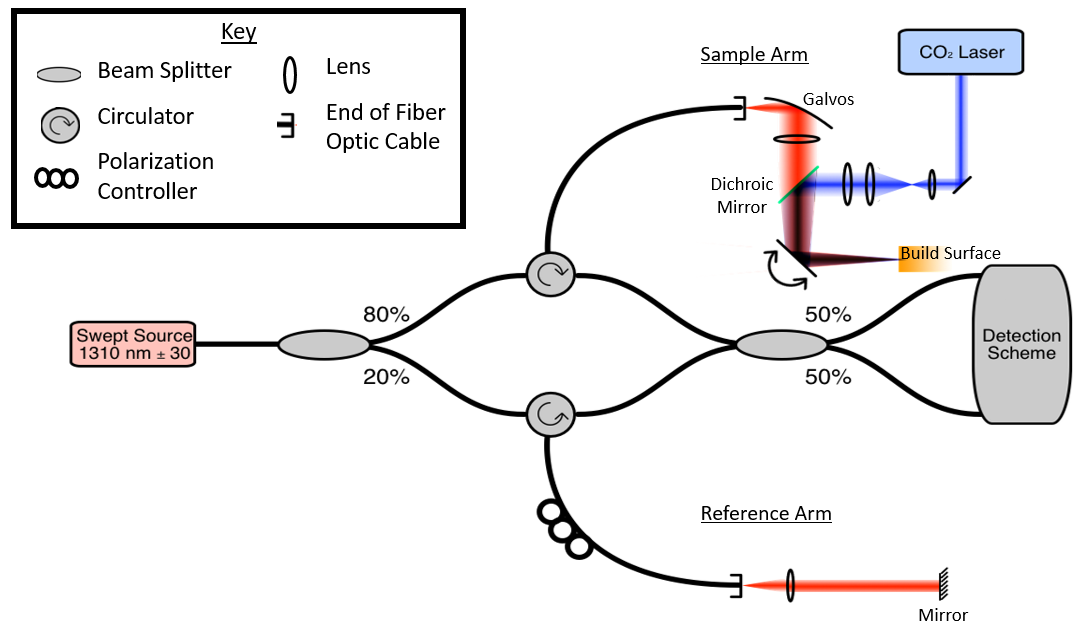 Key
Beam Splitter
Lens
Circulator
End of Fiber
Optic Cable
Polarization
Controller
Sample Arm
CO₂ Laser
Galvos
Dichroic
Mirror
Build Surface
80%
50%
Swept Source
1310 nm ± 30
Detection
Scheme
20%
50%
Reference Arm
Mirror